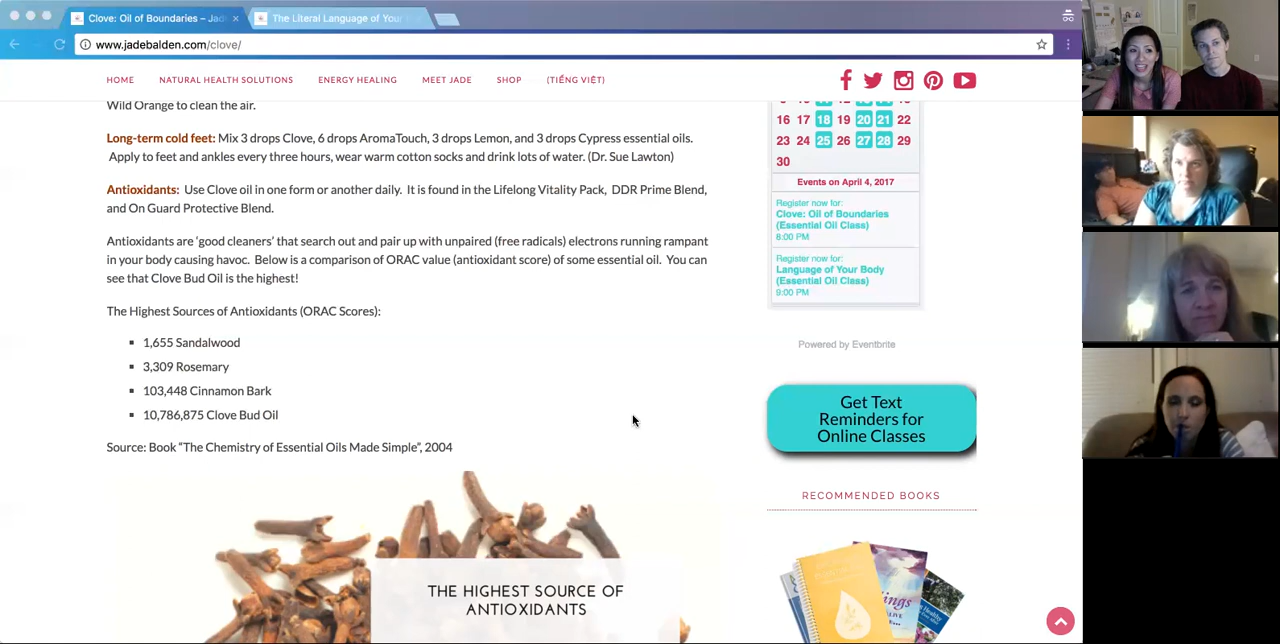 Clove: Oil of Boundaries – Jad
The Literal Language of You
www.jadebalden.com/clove/
HOME NATURAL HEALTH SOLUTIONS ENERGY HEALING MEET JADE SHOP (TIẾNG VIỆT)
Wild Orange to clean the air.
Long-term cold feet: Mix 3 drops Clove, 6 drops AromaTouch, 3 drops Lemon, and 3 drops Cypress essential oils.
Apply to feet and ankles every three hours, wear warm cotton socks and drink lots of water. (Dr. Sue Lawton)
Antioxidants: Use Clove oil in one form or another daily. It is found in the Lifelong Vitality Pack, DDR Prime Blend,
and On Guard Protective Blend.
Antioxidants are 'good cleaners' that search out and pair up with unpaired (free radicals) electrons running rampant
in your body causing havoc. Below is a comparison of ORAC value (antioxidant score) of some essential oil. You can
see that Clove Bud Oil is the highest!
The Highest Sources of Antioxidants (ORAC Scores):
1,655 Sandalwood
3,309 Rosemary
103,448 Cinnamon Bark
10,786,875 Clove Bud Oil
Source: Book "The Chemistry of Essential Oils Made Simple", 2004
THE HIGHEST SOURCE OF
ANTIOXIDANTS
16 17 18 19 20 21 22
23 24 25 26 27 28 29
30
Events on April 4, 2017
Register now for:
Clove: Oil of Boundaries
(Essential Oil Class)
8:00 PM
Register now for:
Language of Your Body
(Essential Oil Class)
9:00 PM
Powered by Eventbrite
Get Text
Reminders for
Online Classes
RECOMMENDED BOOKS